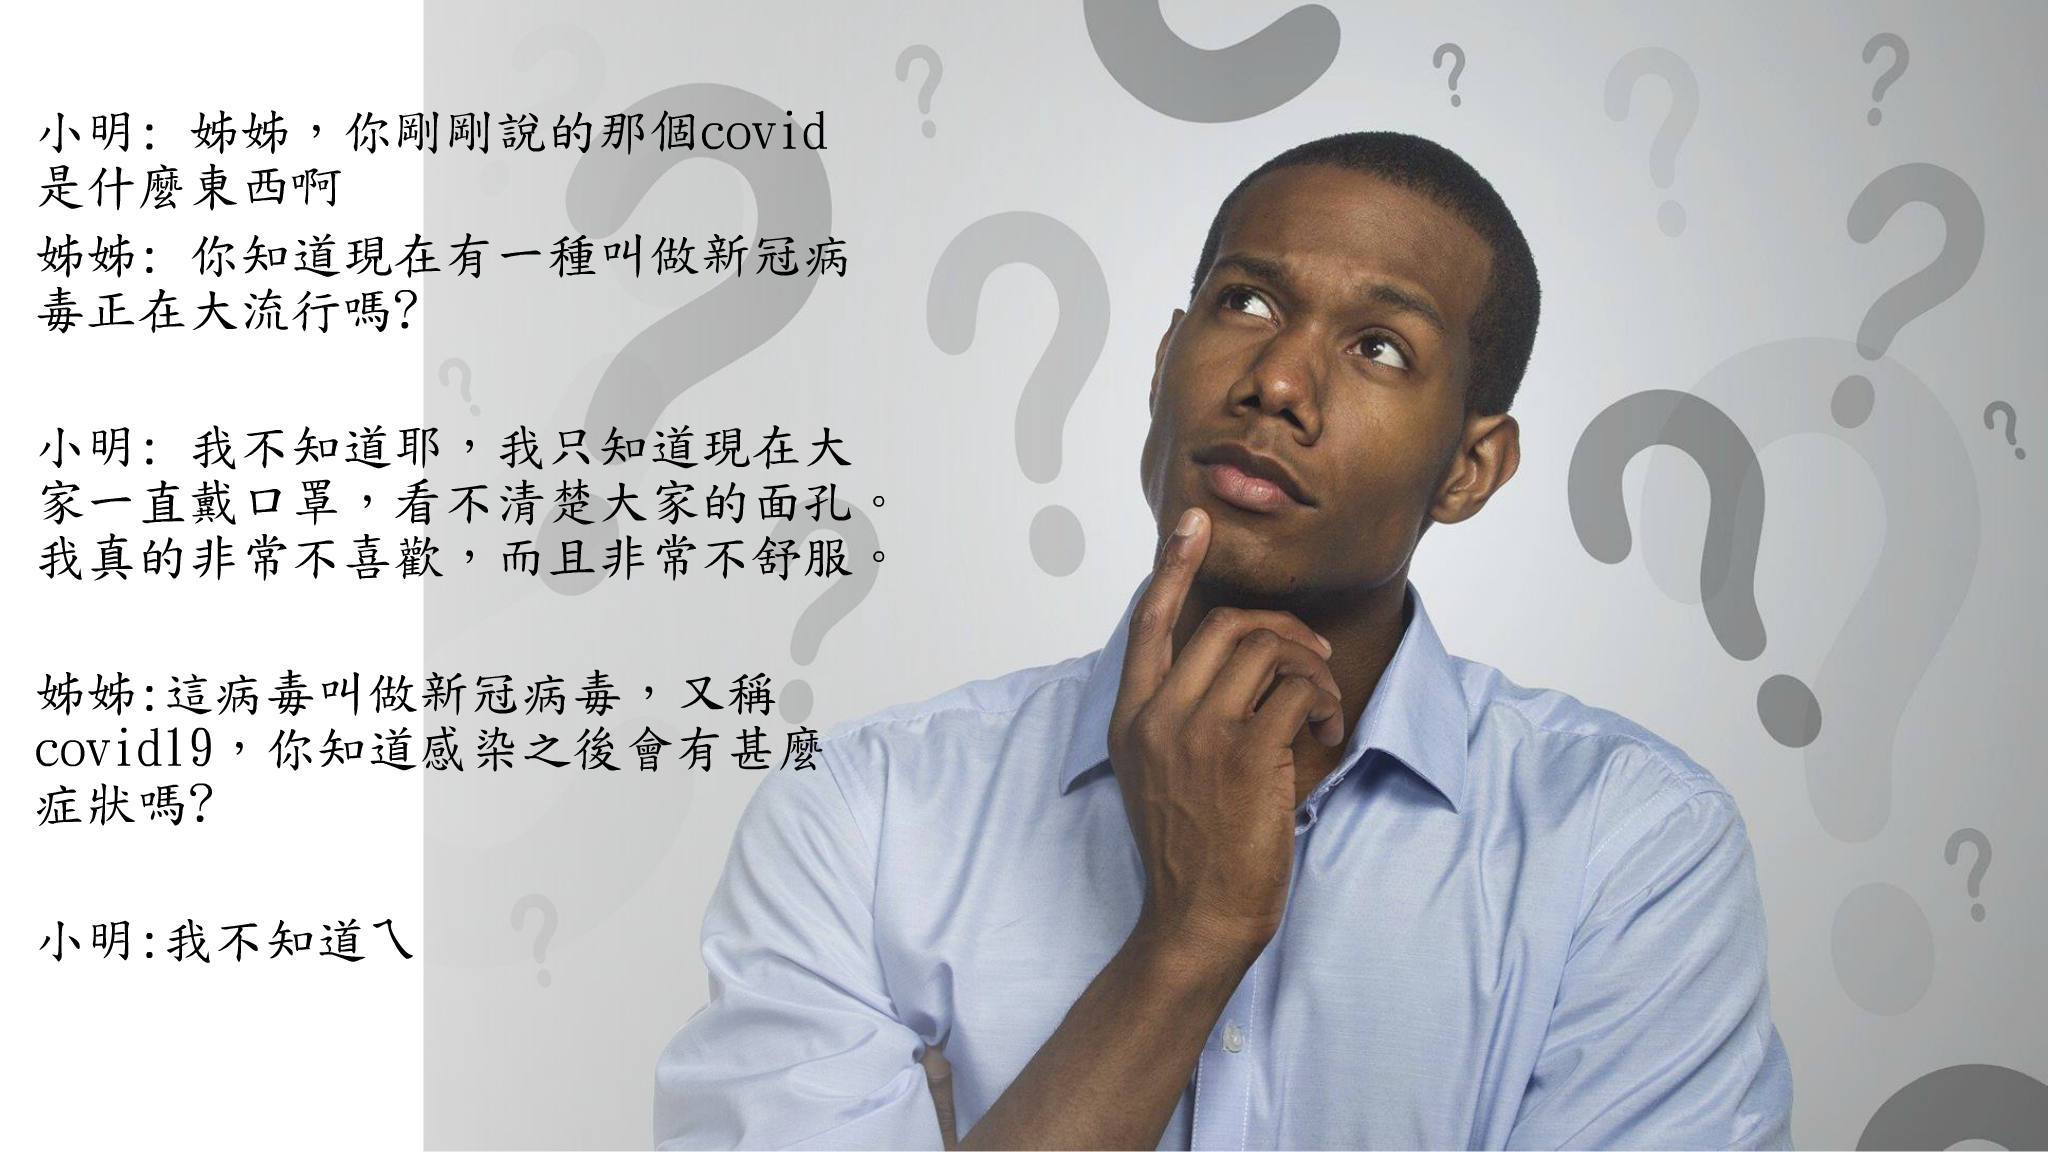 小明: 姊姊，你剛剛說的那個covid
是什麼東西啊
姊姊: 你知道現在有一種叫做新冠病
毒正在大流行嗎?
小明: 我不知道耶，我只知道現在大
家一直戴口罩，看不清楚大家的面孔。
我真的非常不喜歡，而且非常不舒服。
姊姊:這病毒叫做新冠病毒，又稱
covid19，你知道感染之後會有甚麼
症狀嗎?
小明:我不知道ㄟ